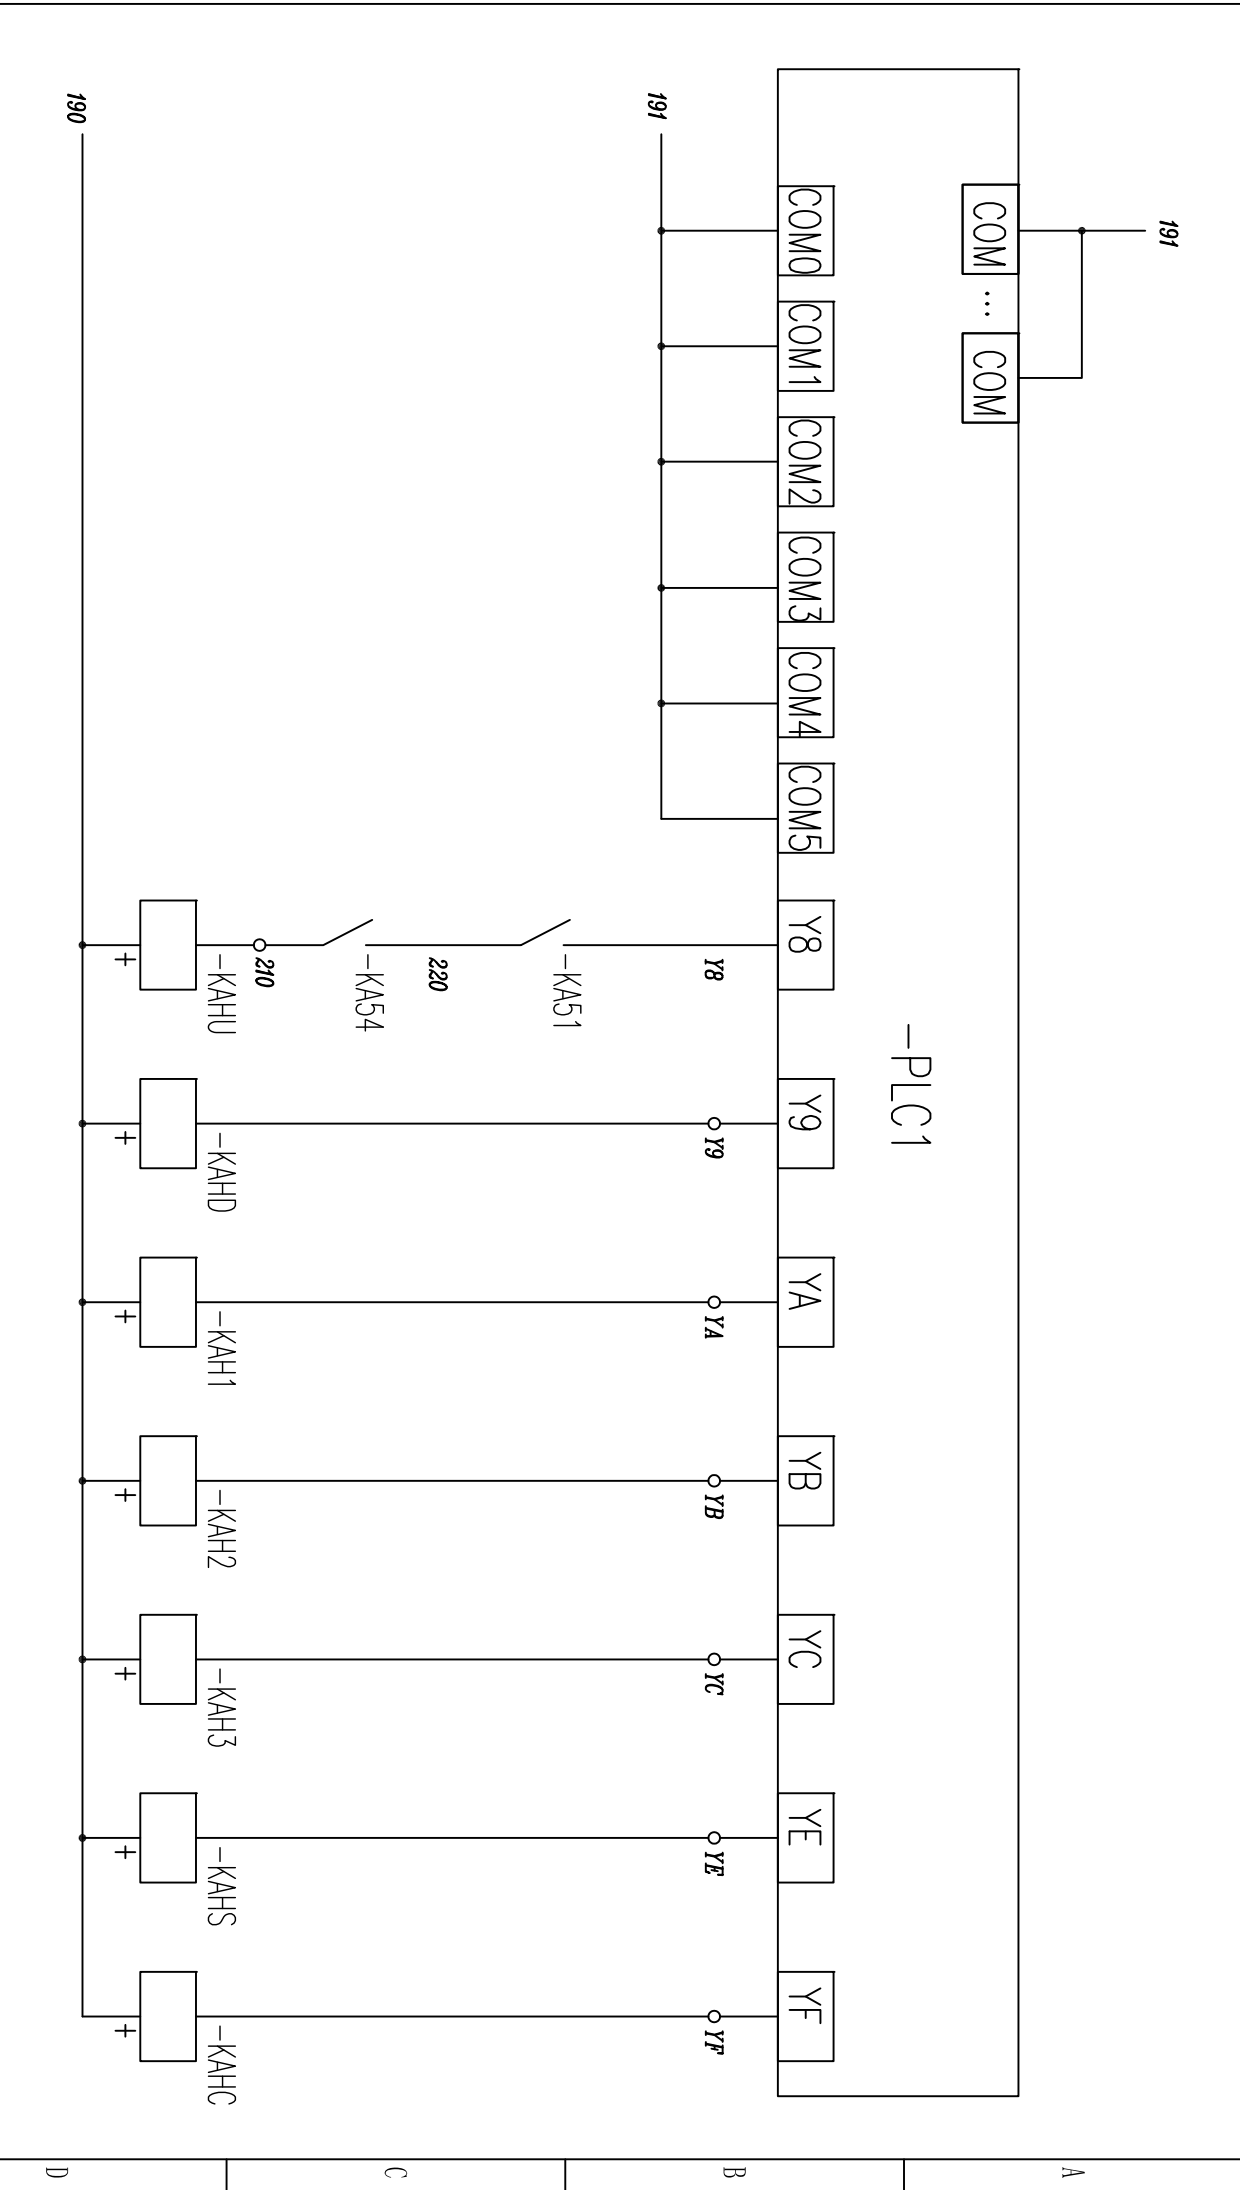 191
COM ... COM
-PLC1
COM0 COM1 COM2 COM3 COM4 COM5 Y8 Y9 YA YB YC YE YF
191
Y8 Y9 YA YB YC YE YF
-KA51
220
-KA54
210
-KAHU -KAHD -KAH1 -KAH2 -KAH3 -KAHS -KAHC
+ + + + + + +
190
A
B
C
D